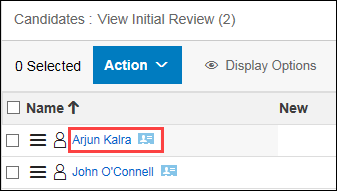 Candidates : View Initial Review (2)
0 Selected Action Display Options
Name New
Arjun Kalra
John O'Connell